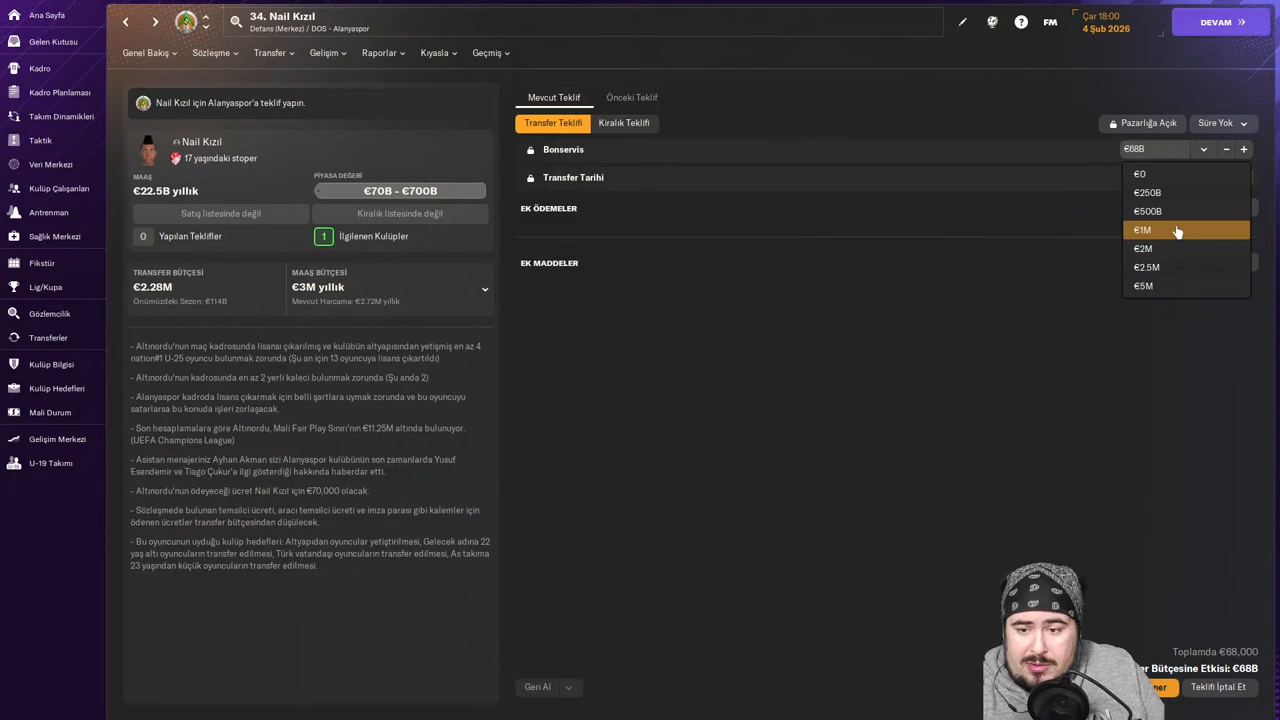 Ana Sayfa
Gelen Kutusu
Kadro
Kadro Planlaması
Takım Dinamikleri
Taktik
Veri Merkezi
Kulüp Çalışanları
Antrenman
Sağlık Merkezi
Fikstür
Lig/Kupa
Gözlemcilik
Transferler
Kulüp Bilgisi
Kulüp Hedefleri
Mali Durum
Gelişim Merkezi
U-19 Takımı
34. Nail Kızıl
Defans (Merkez) / DOS - Alanyaspor
FM
Çar 18:00
4 Şub 2026
DEVAM
Genel Bakış
Sözleşme
Transfer
Gelişim
Raporlar
Kıyasla
Geçmiş
Nail Kızıl için Alanyaspor'a teklif yapın.
Nail Kızıl
17 yaşındaki stoper
MAAŞ
€22.5B yıllık
PİYASA DEĞERİ
€70B - €700B
Satış listesinde değil
Kiralık listesinde değil
0 Yapılan Teklifler
1 İlgilenen Kulüpler
TRANSFER BÜTÇESİ
€2.28M
Önümüzdeki Sezon: €114B
MAAŞ BÜTÇESİ
€3M yıllık
Mevcut Harcama: €2.72M yıllık
- Altınordu'nun maç kadrosunda lisansı çıkarılmış ve kulübün altyapısından yetişmiş en az 4
nation#1 U-25 oyuncu bulunmak zorunda (Şu an için 13 oyuncuya lisans çıkartıldı)
- Altınordu'nun kadrosunda en az 2 yerli kaleci bulunmak zorunda (Şu anda 2)
- Alanyaspor kadroda lisans çıkarmak için belli şartlara uymak zorunda ve bu oyuncuyu
satarlarsa bu konuda işleri zorlaşacak.
- Son hesaplamalara göre Altınordu, Mali Fair Play Sınırı'nın €11.25M altında bulunuyor.
(UEFA Champions League)
- Asistan menajeriniz Ayhan Akman sizi Alanyaspor kulübünün son zamanlarda Yusuf
Esendemir ve Tiago Çukur'a ilgi gösterdiği hakkında haberdar etti.
- Altınordu'nun ödeyeceği ücret Nail Kızıl için €70,000 olacak.
- Sözleşmede bulunan temsilci ücreti, aracı temsilci ücreti ve imza parası gibi kalemler için
ödenen ücretler transfer bütçesinden düşülecek.
- Bu oyuncunun uyduğu kulüp hedefleri: Altyapıdan oyuncular yetiştirilmesi, Gelecek adına 22
yaş altı oyuncuların transfer edilmesi, Türk vatandaşı oyuncuların transfer edilmesi, As takıma
23 yaşından küçük oyuncuların transfer edilmesi.
Mevcut Teklif
Önceki Teklif
Transfer Teklifi
Kiralık Teklifi
Pazarlığa Açık
Süre Yok
Bonservis
€68B
Transfer Tarihi
EK ÖDEMELER
EK MADDELER
€0
€250B
€500B
€1M
€2M
€2.5M
€5M
Toplamda €68,000
Bütçesine Etkisi: €68B
Geri Al
Teklifi İptal Et